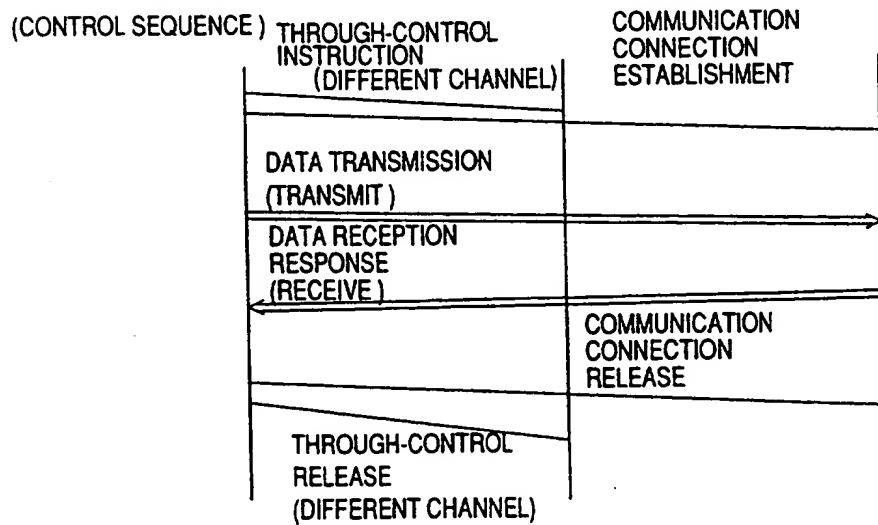 (CONTROL SEQUENCE)
THROUGH-CONTROL
INSTRUCTION
(DIFFERENT CHANNEL)
COMMUNICATION
CONNECTION
ESTABLISHMENT
DATA TRANSMISSION
(TRANSMIT)
DATA RECEPTION
RESPONSE
(RECEIVE)
COMMUNICATION
CONNECTION
RELEASE
THROUGH-CONTROL
RELEASE
(DIFFERENT CHANNEL)